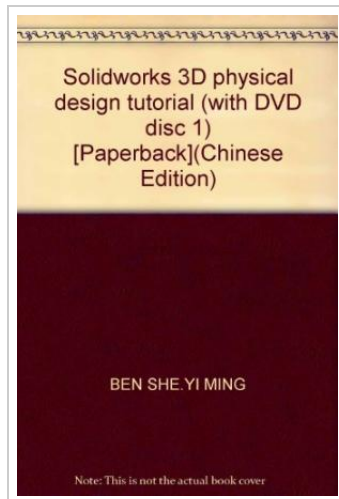 Solidworks 3D physical
design tutorial (with DVD
disc 1)
[Paperback](Chinese
Edition)
BEN SHE.YI MING
Note: This is not the actual book cover